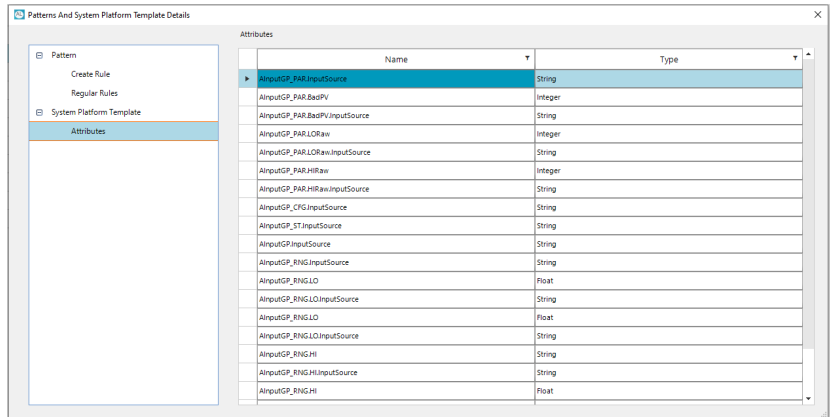 Patterns And System Platform Template Details
Attributes
Pattern
Create Rule
Regular Rules
System Platform Template
Attributes
Name Type
AInputGP_PAR.InputSource String
AInputGP_PAR.BadPV Integer
AInputGP_PAR.BadPV.InputSource String
AInputGP_PAR.LORaw Integer
AInputGP_PAR.LORaw.InputSource String
AInputGP_PAR.HIRaw Integer
AInputGP_PAR.HIRaw.InputSource String
AInputGP_CFG.InputSource String
AInputGP_ST.InputSource String
AInputGP.InputSource String
AInputGP_RNG.InputSource String
AInputGP_RNG.LO Float
AInputGP_RNG.LO.InputSource String
AInputGP_RNG.LO Float
AInputGP_RNG.LO.InputSource String
AInputGP_RNG.HI String
AInputGP_RNG.HI.InputSource String
AInputGP_RNG.HI Float